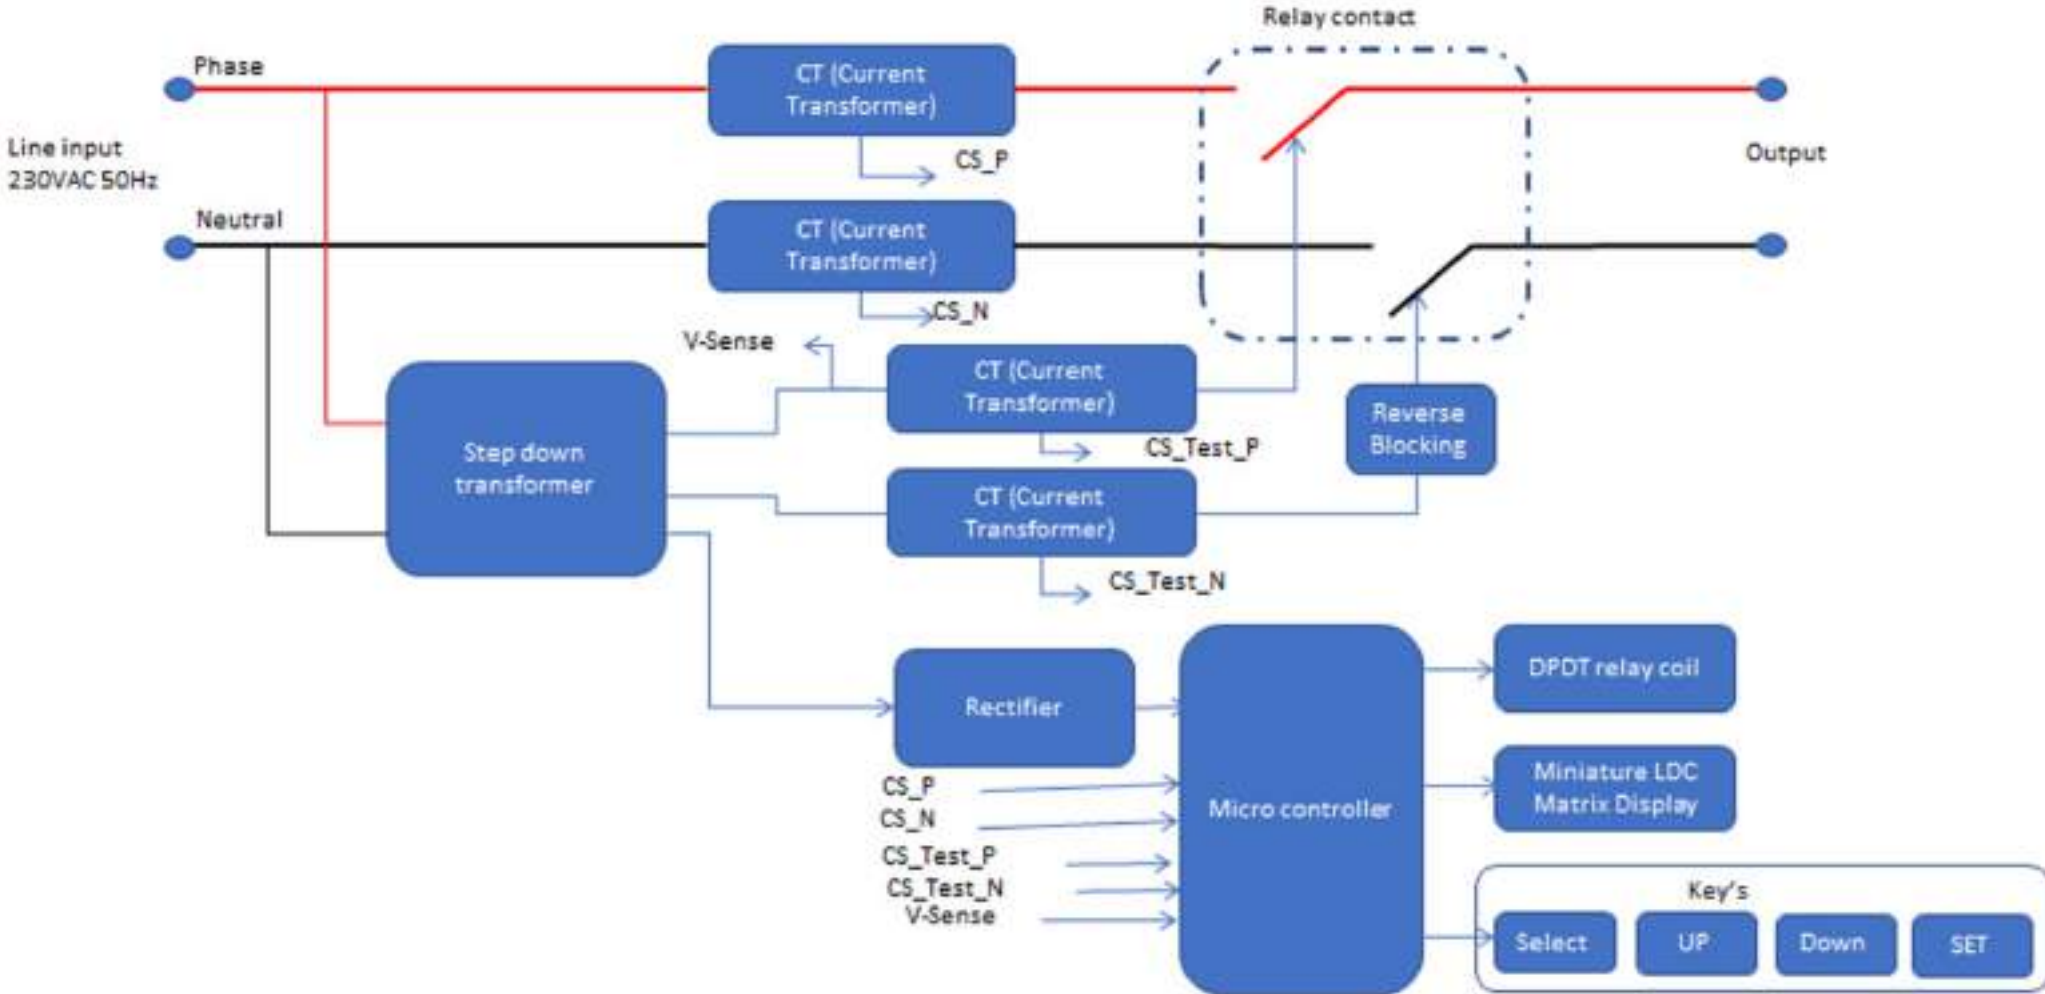 Relay contact
Phase
CT (Current
Transformer)
Line input
230VAC 50Hz
CS_P
Output
Neutral
CT (Current
Transformer)
CS_N
V-Sense
CT (Current
Transformer)
Reverse
Blocking
CS_Test_P
Step down
transformer
CT (Current
Transformer)
CS_Test_N
DPDT relay coil
Rectifier
Miniature LDC
Matrix Display
CS_P
Micro controller
CS_N
CS_Test_P
CS_Test_N
V-Sense
Key's
Select
UP
Down
SET